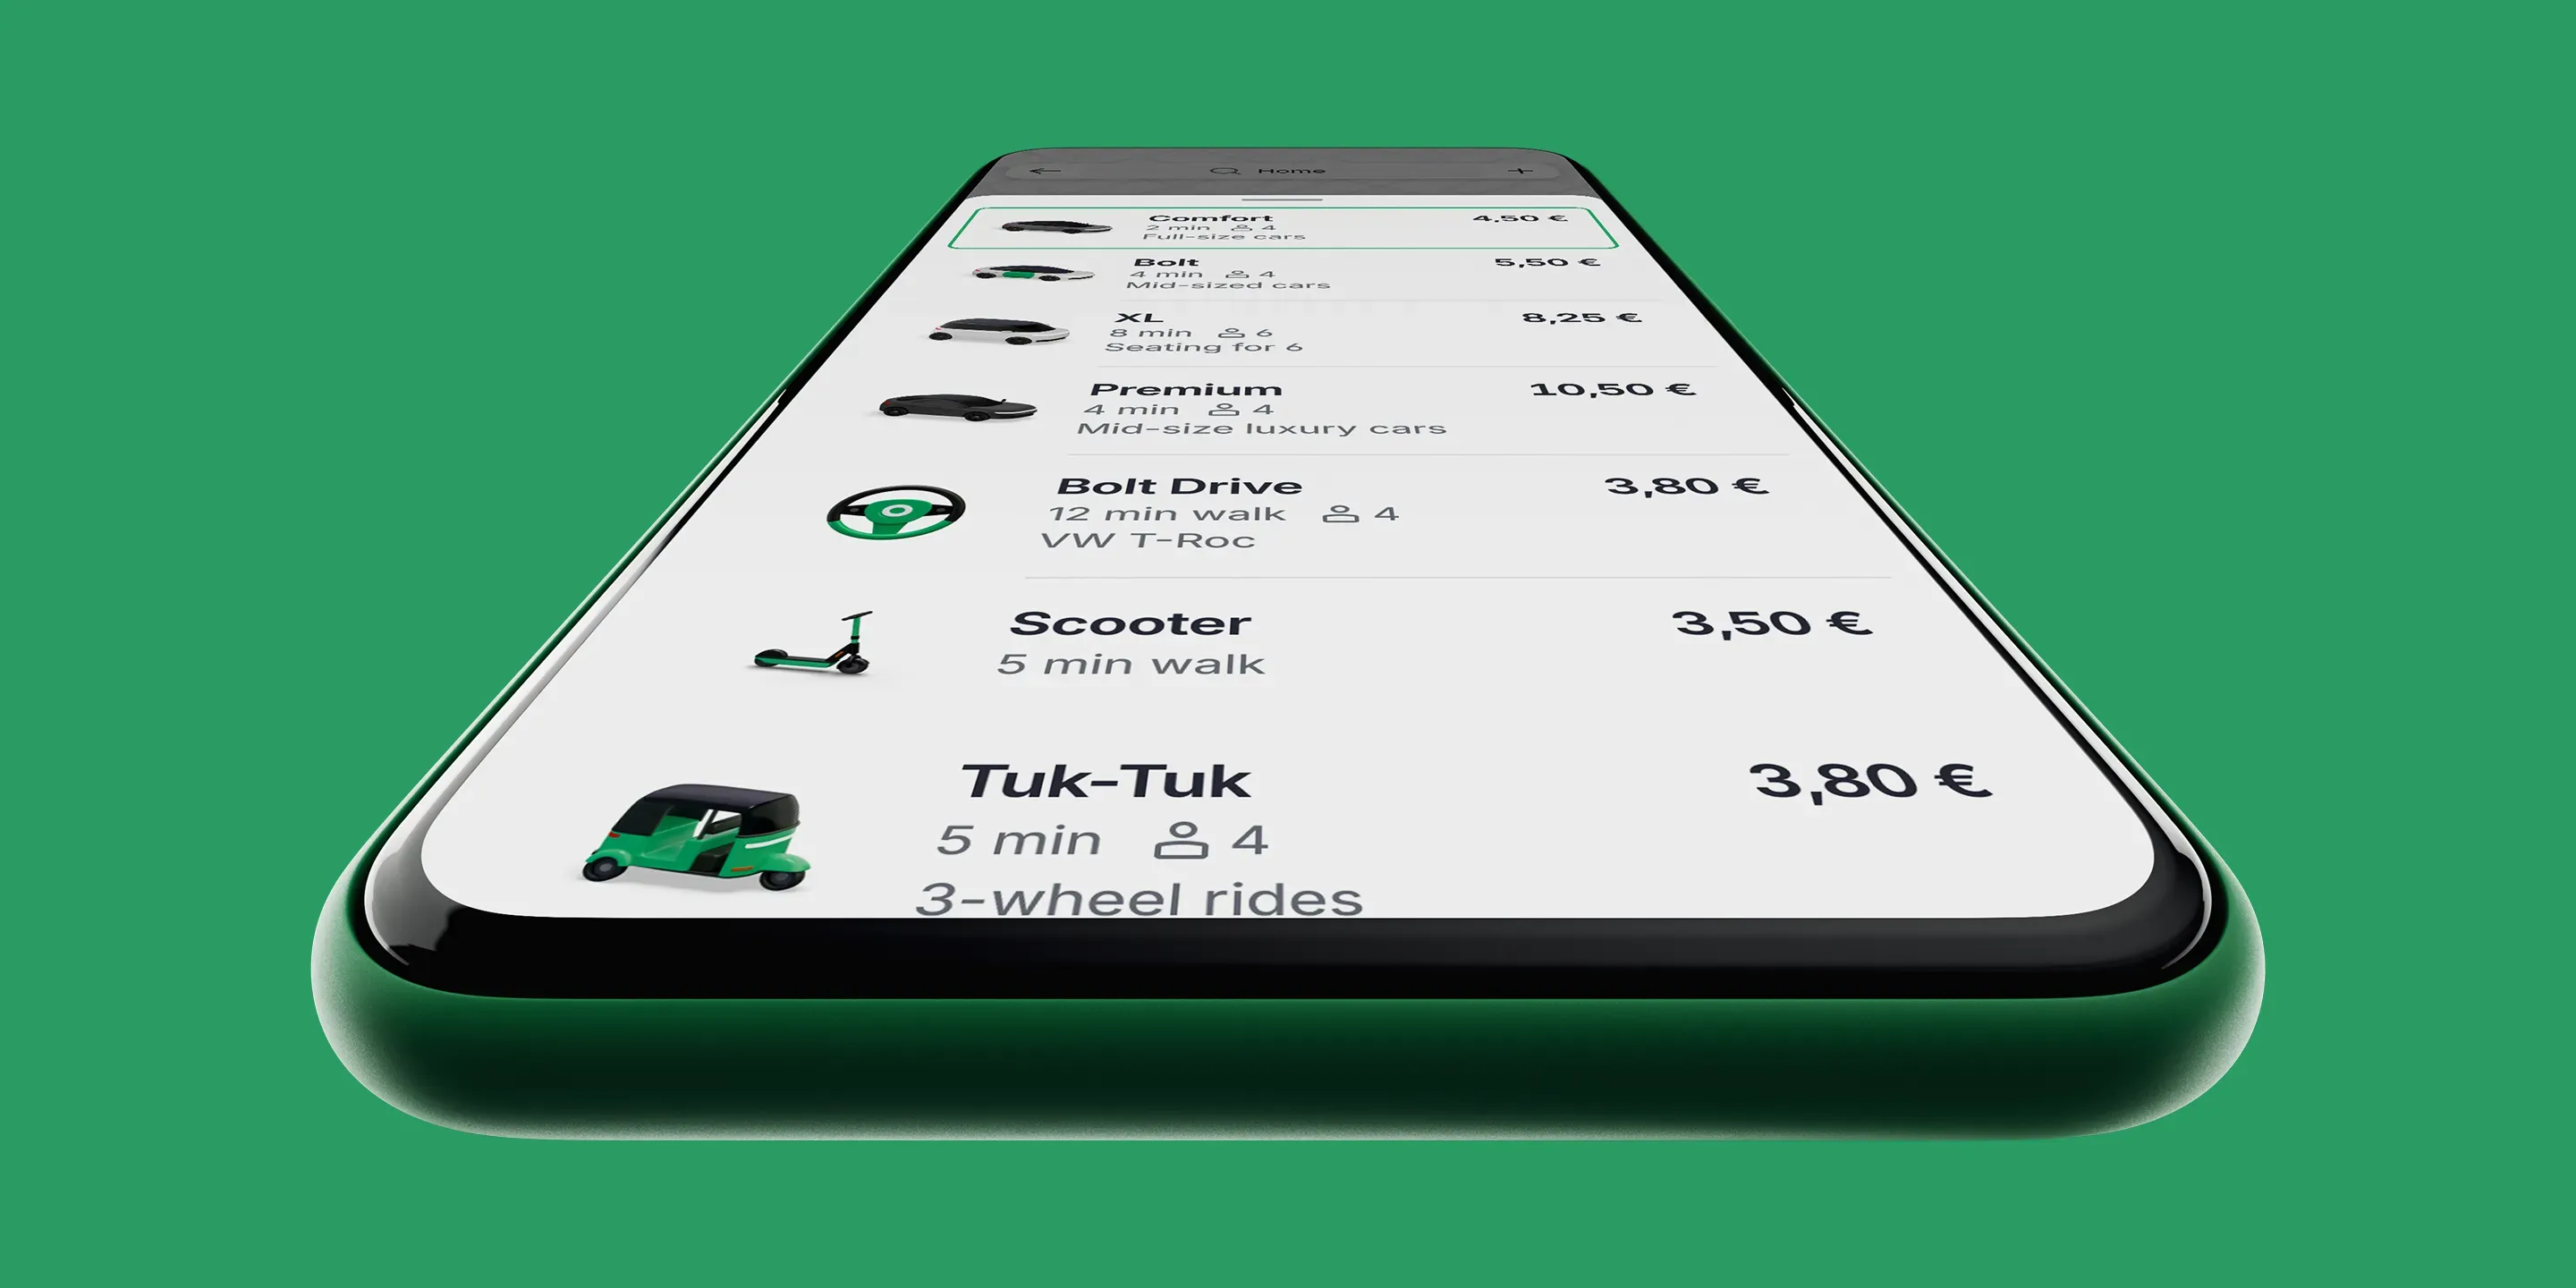 Home
Comfort 4,50 €
2 min 4
Full-size cars
Bolt 5,50 €
4 min 4
Mid-sized cars
XL 8,25 €
8 min 6
Seating for 6
Premium 10,50 €
4 min 4
Mid-size luxury cars
Bolt Drive 3,80 €
12 min walk 4
VW T-Roc
Scooter 3,50 €
5 min walk
Tuk-Tuk 3,80 €
5 min 4
3-wheel rides